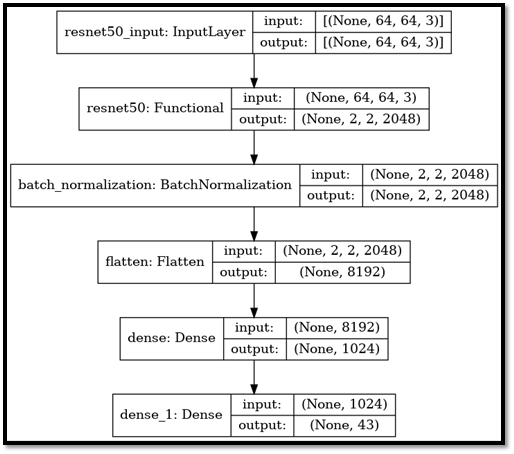 resnet50_input: InputLayer
input: [(None, 64, 64, 3)]
output: [(None, 64, 64, 3)]
resnet50: Functional
input: (None, 64, 64, 3)
output: (None, 2, 2, 2048)
batch_normalization: BatchNormalization
input: (None, 2, 2, 2048)
output: (None, 2, 2, 2048)
flatten: Flatten
input: (None, 2, 2, 2048)
output: (None, 8192)
dense: Dense
input: (None, 8192)
output: (None, 1024)
dense_1: Dense
input: (None, 1024)
output: (None, 43)